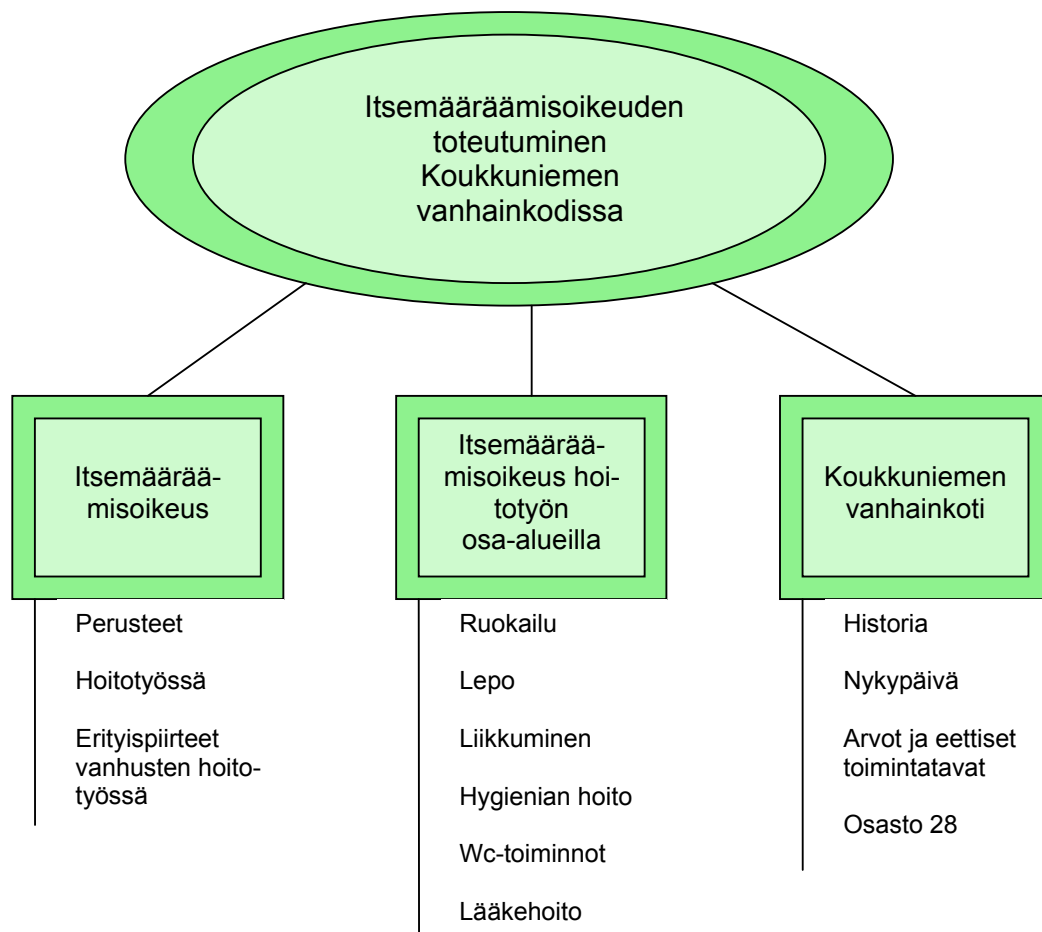 Itsemääräämisoikeuden
toteutuminen
Koukkuniemen
vanhainkodissa
Itsemäärää-
misoikeus
Perusteet
Hoitotyössä
Erityispiirteet
vanhusten hoito-
työssä
Itsemäärää-
misoikeus hoi-
totyön
osa-alueilla
Ruokailu
Lepo
Liikkuminen
Hygienian hoito
Wc-toiminnot
Lääkehoito
Koukkuniemen
vanhainkoti
Historia
Nykypäivä
Arvot ja eettiset
toimintatavat
Osasto 28